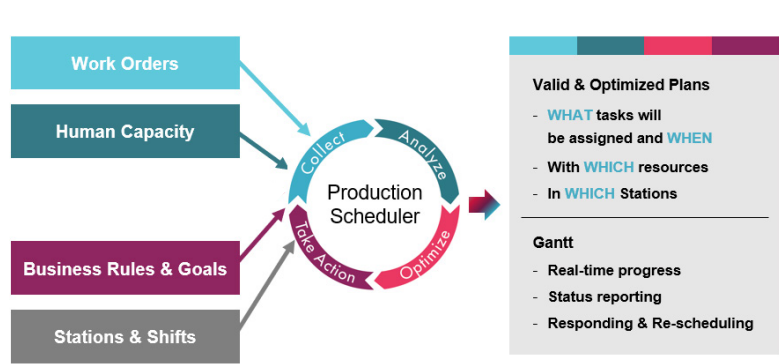 Work Orders
Human Capacity
Business Rules & Goals
Stations & Shifts
Collect
Analyze
Optimize
Take Action
Production
Scheduler
Valid & Optimized Plans
- WHAT tasks will
be assigned and WHEN
- With WHICH resources
- In WHICH Stations
Gantt
- Real-time progress
- Status reporting
- Responding & Re-scheduling